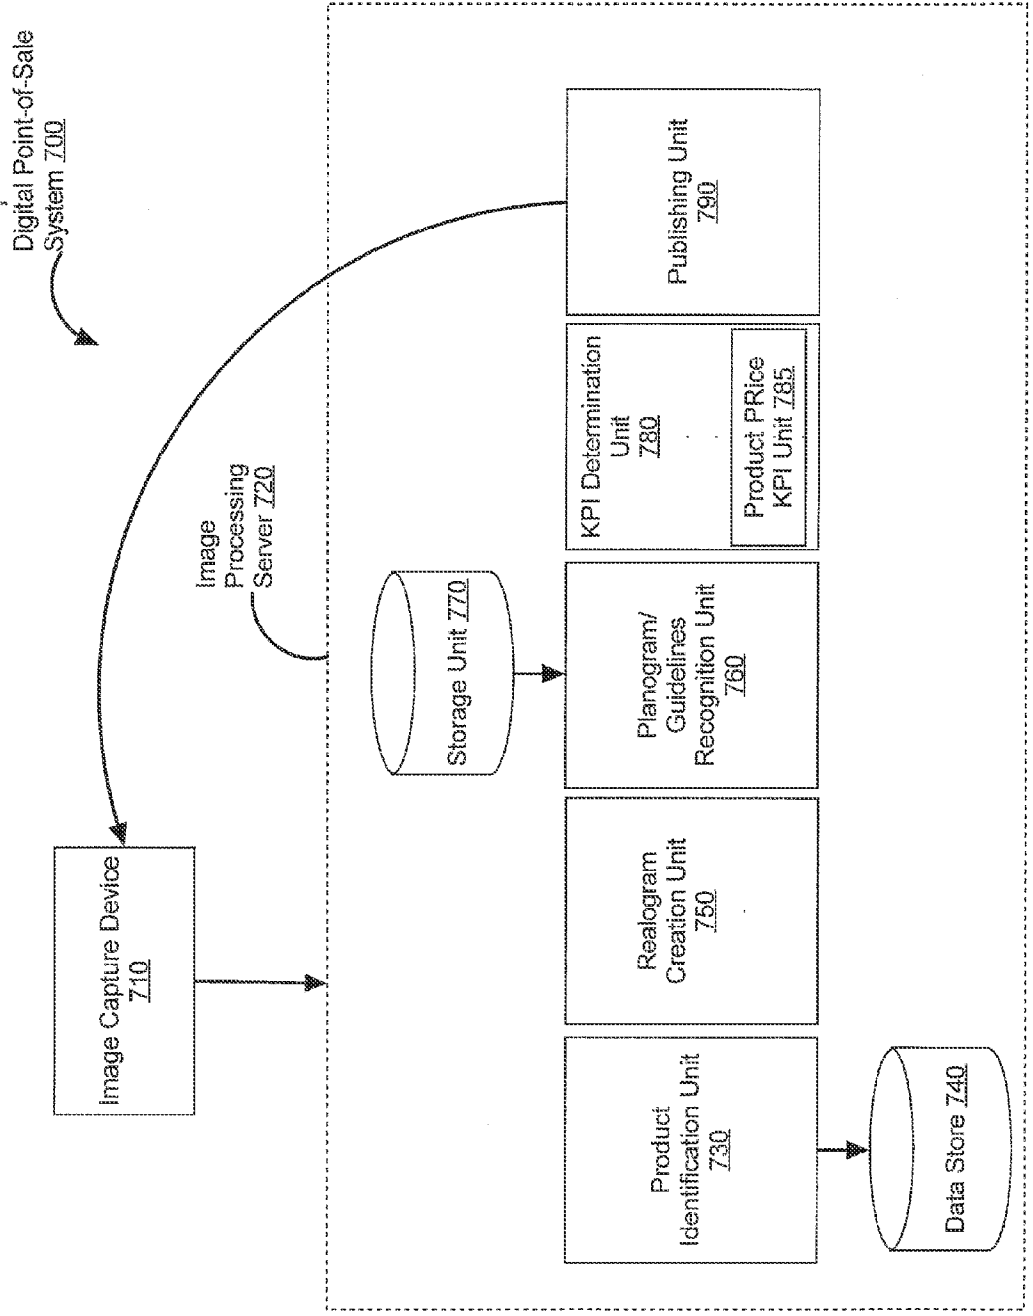 Digital Point-of-Sale
System 700
Image Capture Device
710
Image
Processing
Server 720
Storage Unit 770
Product
Identification Unit
730
Realogram
Creation Unit
750
Planogram/
Guidelines
Recognition Unit
760
KPI Determination
Unit
780
Product PRice
KPI Unit 785
Publishing Unit
790
Data Store 740